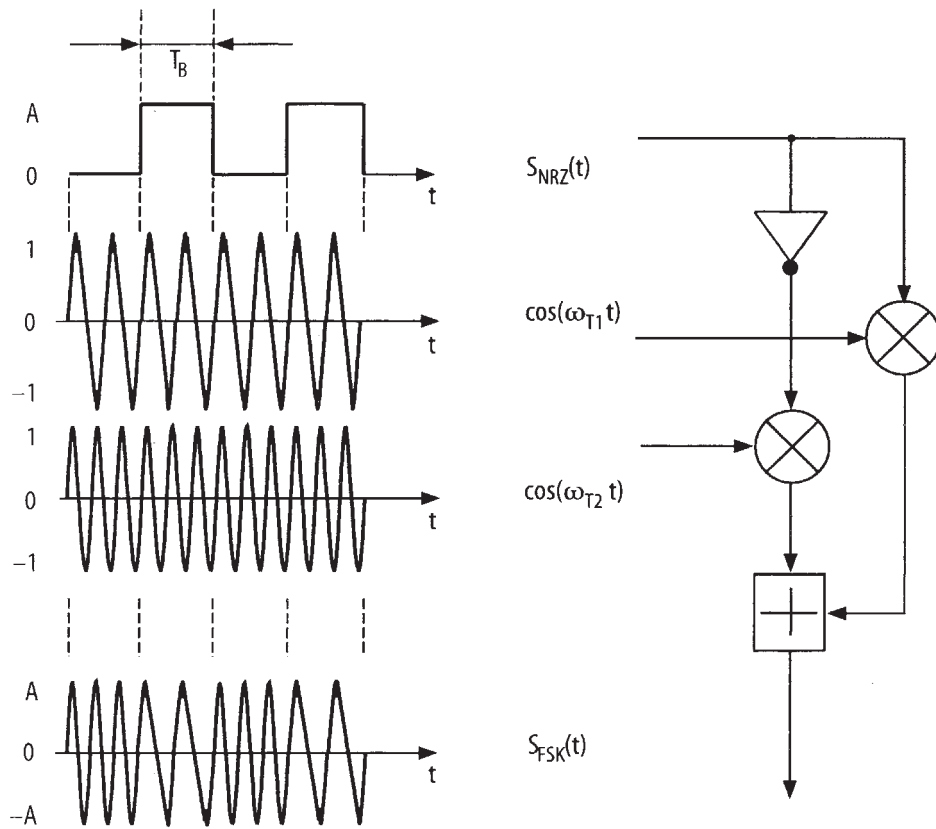 T_B
A
0
t
S_NRZ(t)
1
0
t
−1
cos(ω_T1 t)
1
0
t
−1
cos(ω_T2 t)
A
0
t
−A
S_FSK(t)